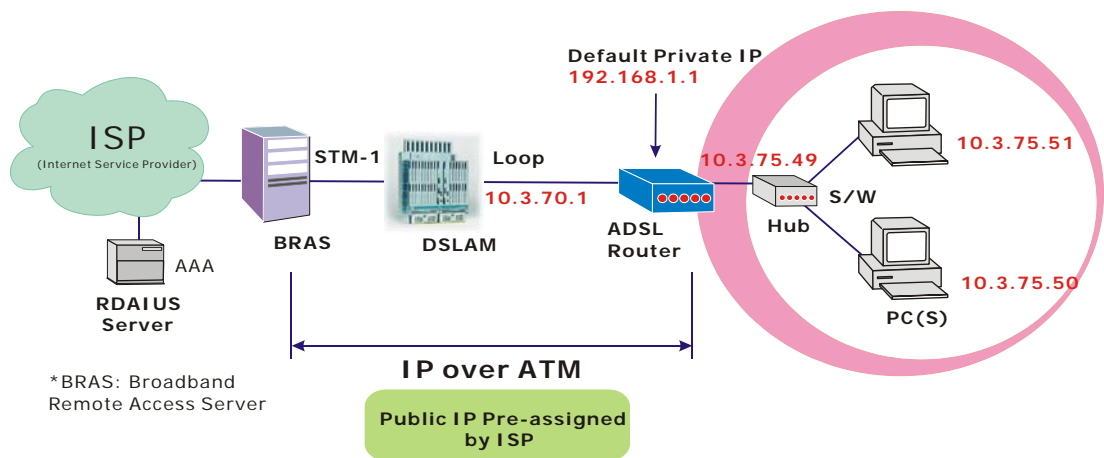 Default Private IP
192.168.1.1
ISP
(Internet Service Provider)
STM-1
Loop
10.3.75.49
10.3.75.51
10.3.70.1
S/W
BRAS
DSLAM
ADSL
Router
Hub
AAA
RDAIUS
Server
10.3.75.50
PC(S)
IP over ATM
*BRAS: Broadband
Remote Access Server
Public IP Pre-assigned
by ISP